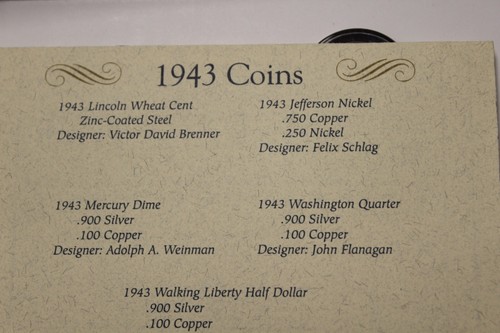 1943 Coins
1943 Lincoln Wheat Cent
Zinc-Coated Steel
Designer: Victor David Brenner
1943 Jefferson Nickel
.750 Copper
.250 Nickel
Designer: Felix Schlag
1943 Mercury Dime
.900 Silver
.100 Copper
Designer: Adolph A. Weinman
1943 Washington Quarter
.900 Silver
.100 Copper
Designer: John Flanagan
1943 Walking Liberty Half Dollar
.900 Silver
.100 Copper